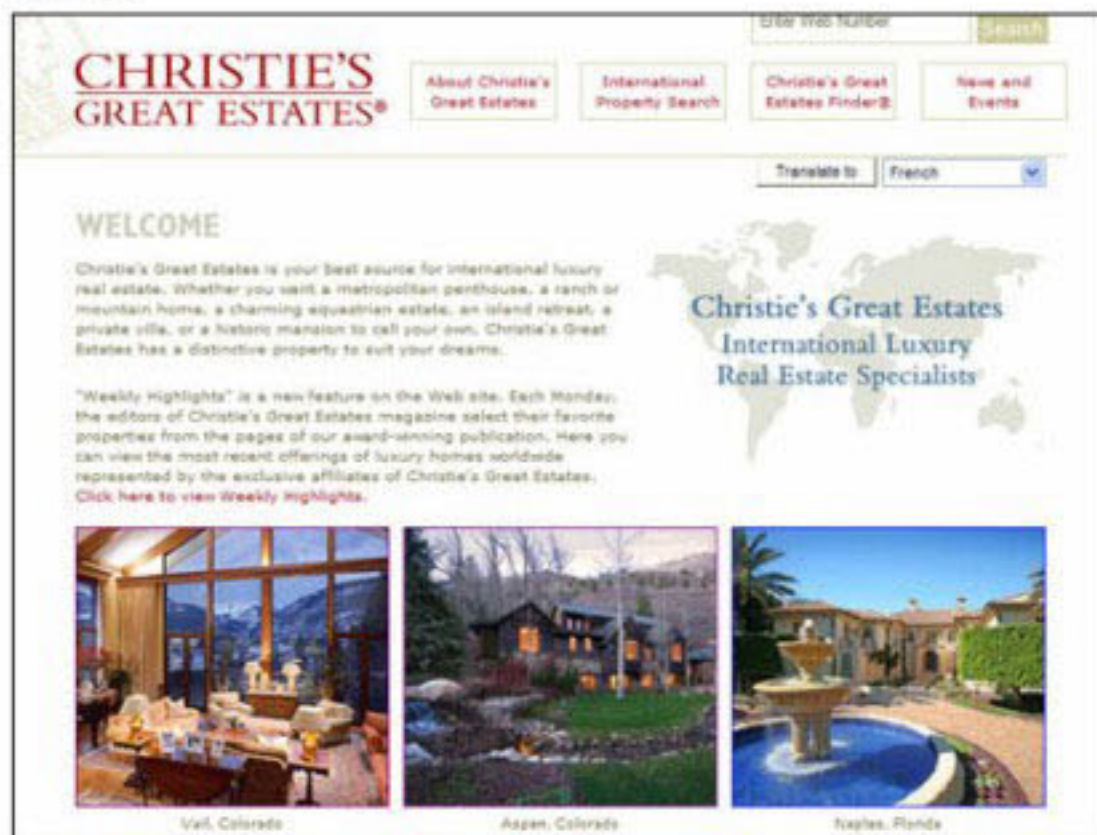 Enter Web Number
Search
CHRISTIE'S
GREAT ESTATES®
About Christie's
Great Estates
International
Property Search
Christie's Great
Estates Finder®
News and
Events
Translate to
French
WELCOME
Christie's Great Estates is your best source for international luxury
real estate. Whether you want a metropolitan penthouse, a ranch or
mountain home, a charming equestrian estate, an island retreat, a
private villa, or a historic mansion to call your own, Christie's Great
Estates has a distinctive property to suit your dreams.
"Weekly Highlights" is a new feature on the Web site. Each Monday,
the editors of Christie's Great Estates magazine select their favorite
properties from the pages of our award-winning publication. Here you
can view the most recent offerings of luxury homes worldwide
represented by the exclusive affiliates of Christie's Great Estates.
Click here to view Weekly Highlights.
Christie's Great Estates
International Luxury
Real Estate Specialists
Vail, Colorado
Aspen, Colorado
Naples, Florida